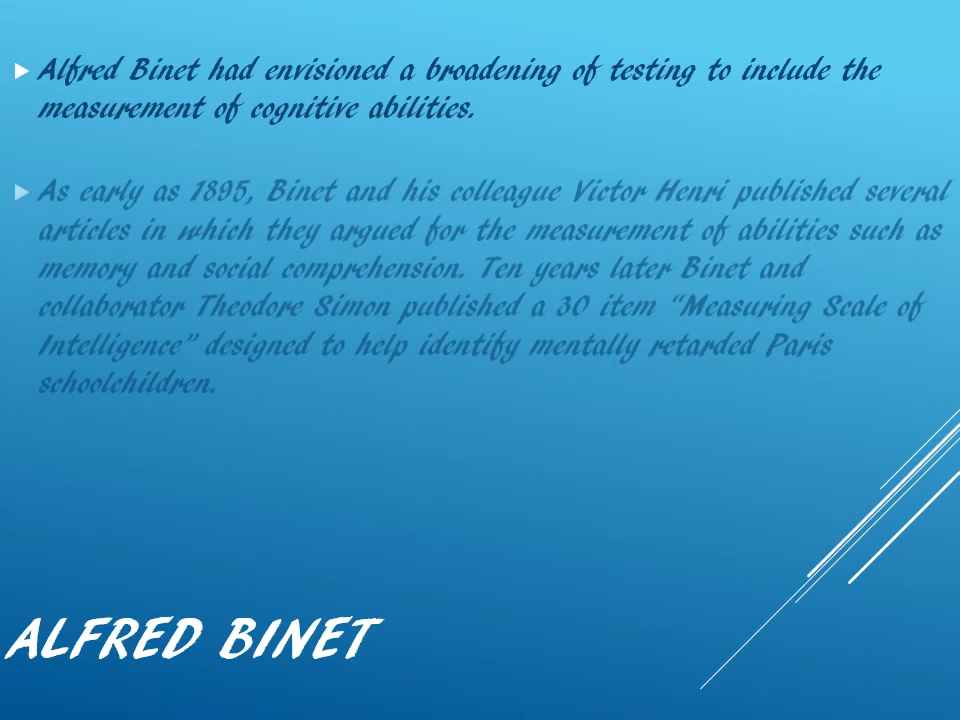 Alfred Binet had envisioned a broadening of testing to include the
measurement of cognitive abilities.
As early as 1895, Binet and his colleague Victor Henri published several
articles in which they argued for the measurement of abilities such as
memory and social comprehension. Ten years later Binet and
collaborator Theodore Simon published a 30 item “Measuring Scale of
Intelligence” designed to help identify mentally retarded Paris
schoolchildren.
ALFRED BINET